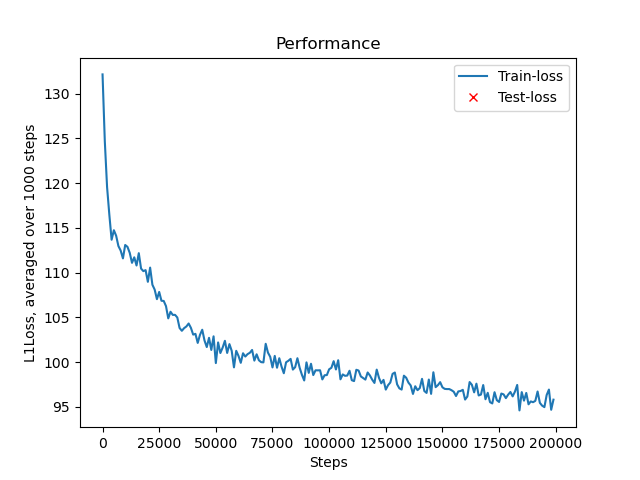 Performance
Train-loss
Test-loss
L1Loss, averaged over 1000 steps
130
125
120
115
110
105
100
95
0 25000 50000 75000 100000 125000 150000 175000 200000
Steps